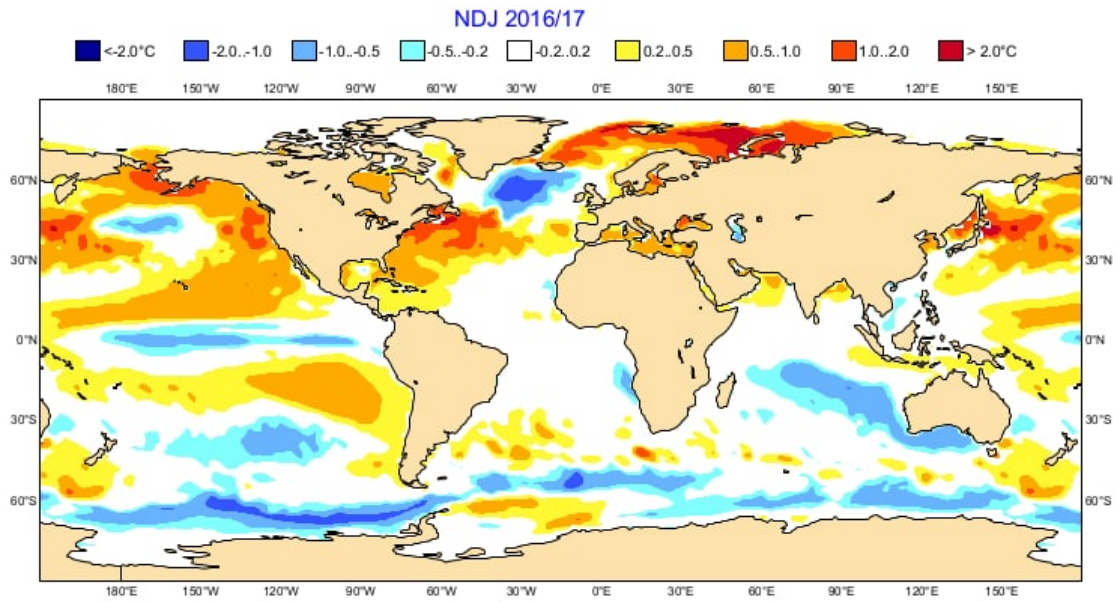 NDJ 2016/17
<-2.0°C -2.0..-1.0 -1.0..-0.5 -0.5..-0.2 -0.2..0.2 0.2..0.5 0.5..1.0 1.0..2.0 > 2.0°C
180°E 150°W 120°W 90°W 60°W 30°W 0°E 30°E 60°E 90°E 120°E 150°E
60°N 60°N
30°N 30°N
0°N 0°N
30°S 30°S
60°S 60°S
180°E 150°W 120°W 90°W 60°W 30°W 0°E 30°E 60°E 90°E 120°E 150°E